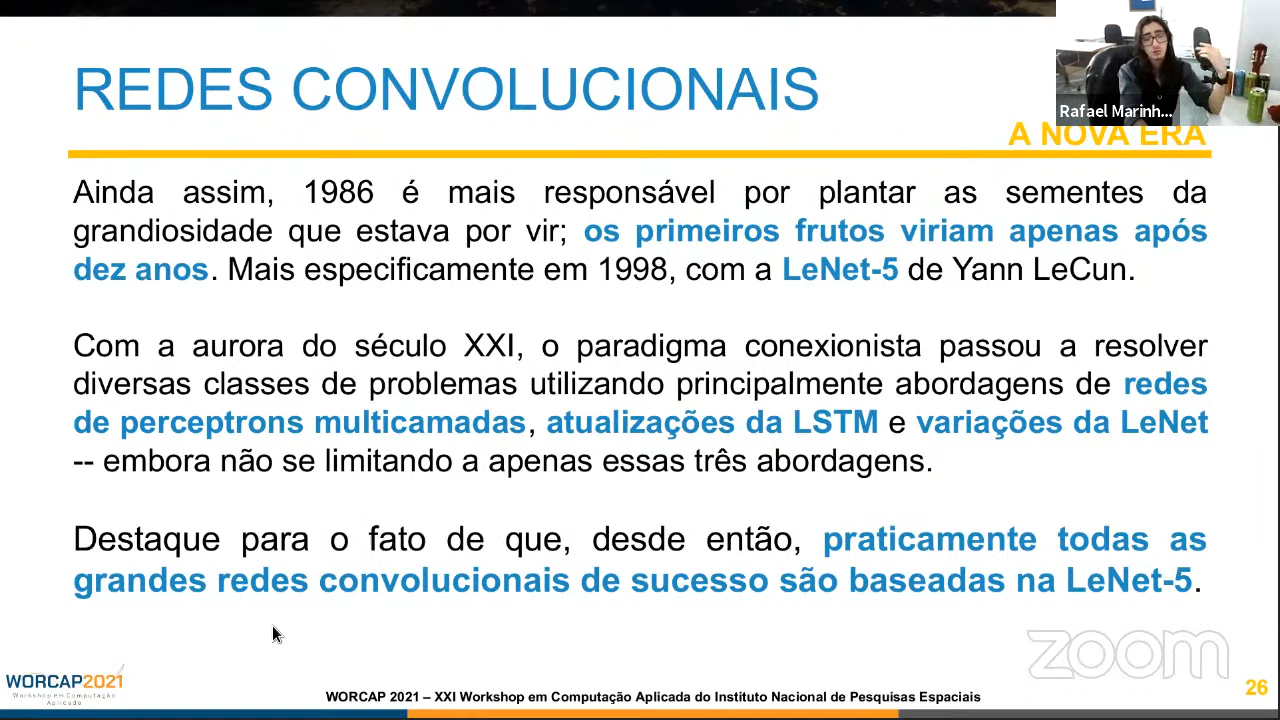 REDES CONVOLUCIONAIS
Rafael Marinh...
A NOVA ERA
Ainda assim, 1986 é mais responsável por plantar as sementes da
grandiosidade que estava por vir; os primeiros frutos viriam apenas após
dez anos. Mais especificamente em 1998, com a LeNet-5 de Yann LeCun.
Com a aurora do século XXI, o paradigma conexionista passou a resolver
diversas classes de problemas utilizando principalmente abordagens de redes
de perceptrons multicamadas, atualizações da LSTM e variações da LeNet
-- embora não se limitando a apenas essas três abordagens.
Destaque para o fato de que, desde então, praticamente todas as
grandes redes convolucionais de sucesso são baseadas na LeNet-5.
zoom
WORCAP2021
Workshop em Computação
Aplicada
WORCAP 2021 – XXI Workshop em Computação Aplicada do Instituto Nacional de Pesquisas Espaciais
26